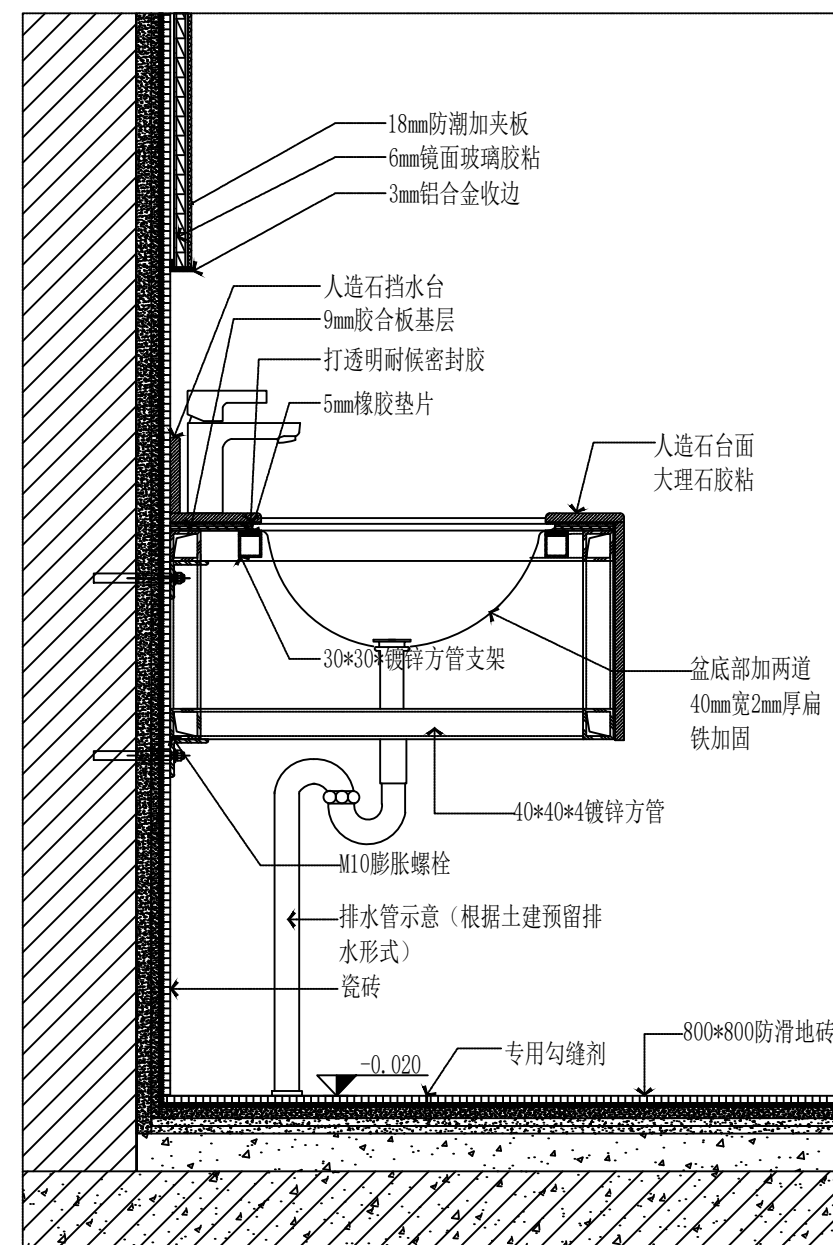 18mm防潮加夹板
6mm镜面玻璃胶粘
3mm铝合金收边
人造石挡水台
9mm胶合板基层
打透明耐候密封胶
5mm橡胶垫片
人造石台面
大理石胶粘
30*30*镀锌方管支架
盆底部加两道
40mm宽2mm厚扁
铁加固
40*40*4镀锌方管
M10膨胀螺栓
排水管示意（根据土建预留排
水形式）
瓷砖
800*800防滑地砖
专用勾缝剂
-0.020